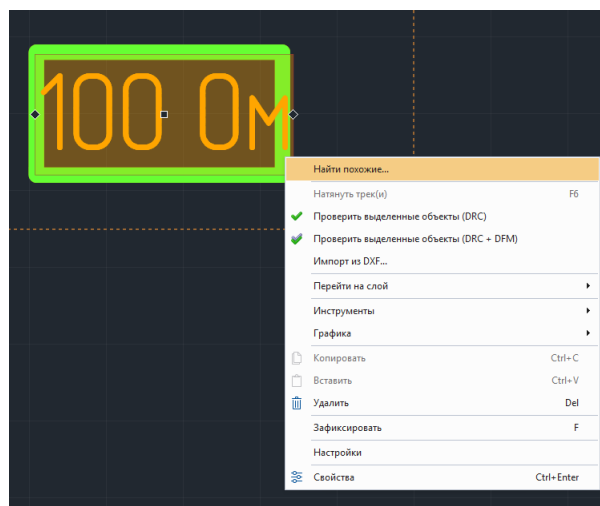 100 Ом
Найти похожие...
Натянуть трек(и) F6
Проверить выделенные объекты (DRC)
Проверить выделенные объекты (DRC + DFM)
Импорт из DXF...
Перейти на слой
Инструменты
Графика
Копировать Ctrl+C
Вставить Ctrl+V
Удалить Del
Зафиксировать F
Настройки
Свойства Ctrl+Enter